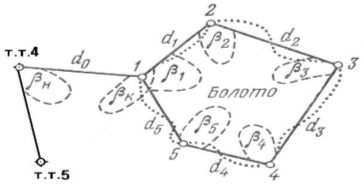 2
d₁
β₂
d₂
т.т.4
d₀
1
β₁
β₃
3
βн
βк
Болото
d₅
β₅
d₃
т.т.5
5
d₄
β₄
4